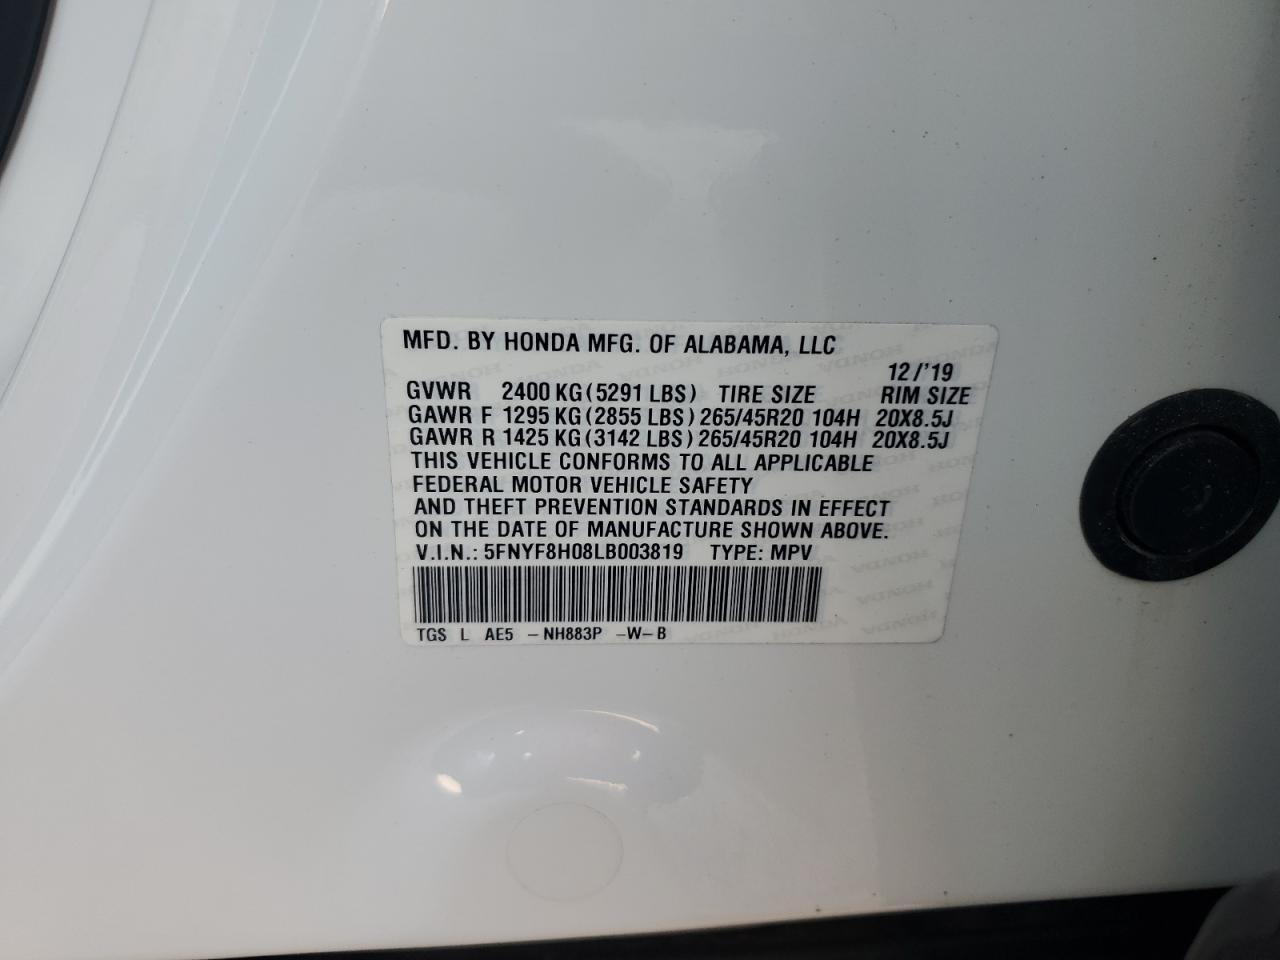 MFD. BY HONDA MFG. OF ALABAMA, LLC
12/'19
GVWR 2400 KG (5291 LBS) TIRE SIZE RIM SIZE
GAWR F 1295 KG (2855 LBS) 265/45R20 104H 20X8.5J
GAWR R 1425 KG (3142 LBS) 265/45R20 104H 20X8.5J
THIS VEHICLE CONFORMS TO ALL APPLICABLE
FEDERAL MOTOR VEHICLE SAFETY
AND THEFT PREVENTION STANDARDS IN EFFECT
ON THE DATE OF MANUFACTURE SHOWN ABOVE.
V.I.N.: 5FNYF8H08LB003819 TYPE: MPV
TGS L AE5 -NH883P -W-B